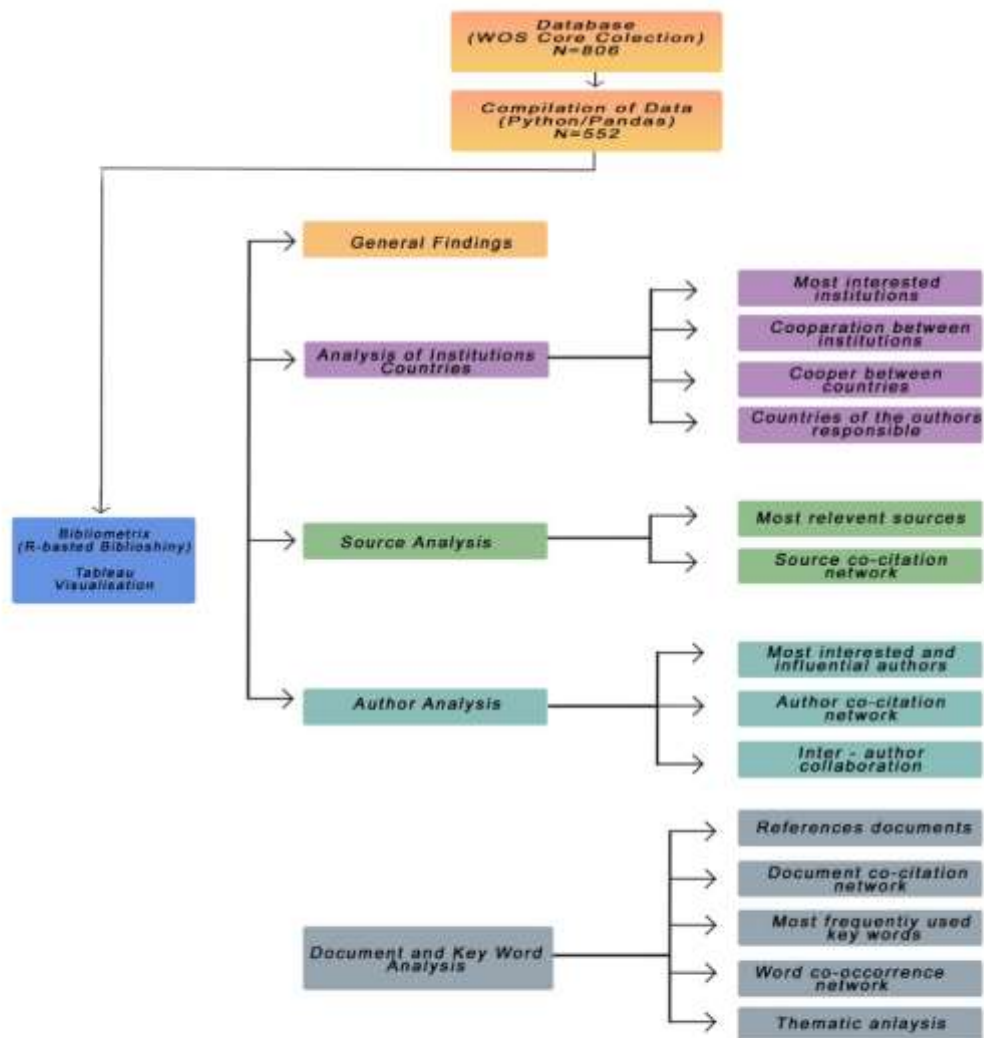 Database
(WOS Core Colection)
N=806
Compilation of Data
(Python/Pandas)
N=552
General Findings
Most interested
institutions
Cooparation between
institutions
Analysis of Institutions
Countries
Cooper between
countries
Countries of the outhors
responsible
Bibliometrix
(R-basted Biblioshiny)
Tableau
Visualisation
Source Analysis
Most relevent sources
Source co-citation
network
Author Analysis
Most interested and
influential authors
Author co-citation
network
Inter - author
collaboration
Document and Key Word
Analysis
References documents
Document co-citation
network
Most frequentiy used
key words
Word co-occorrence
network
Thematic anlaysis